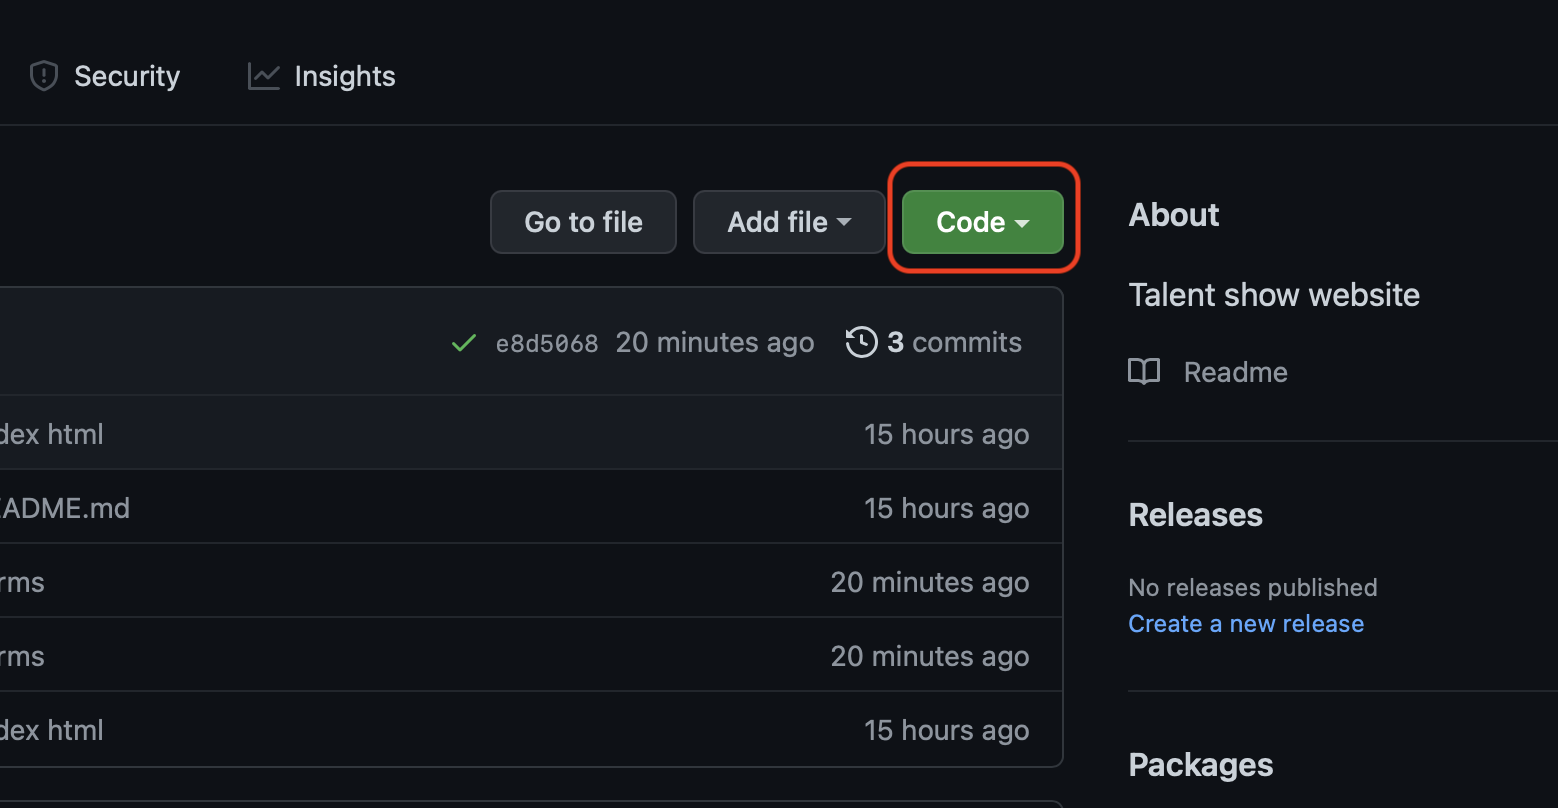 Security Insights
Go to file Add file Code
About
Talent show website
e8d5068 20 minutes ago 3 commits
Readme
dex html 15 hours ago
EADME.md 15 hours ago
rms 20 minutes ago
rms 20 minutes ago
dex html 15 hours ago
Releases
No releases published
Create a new release
Packages